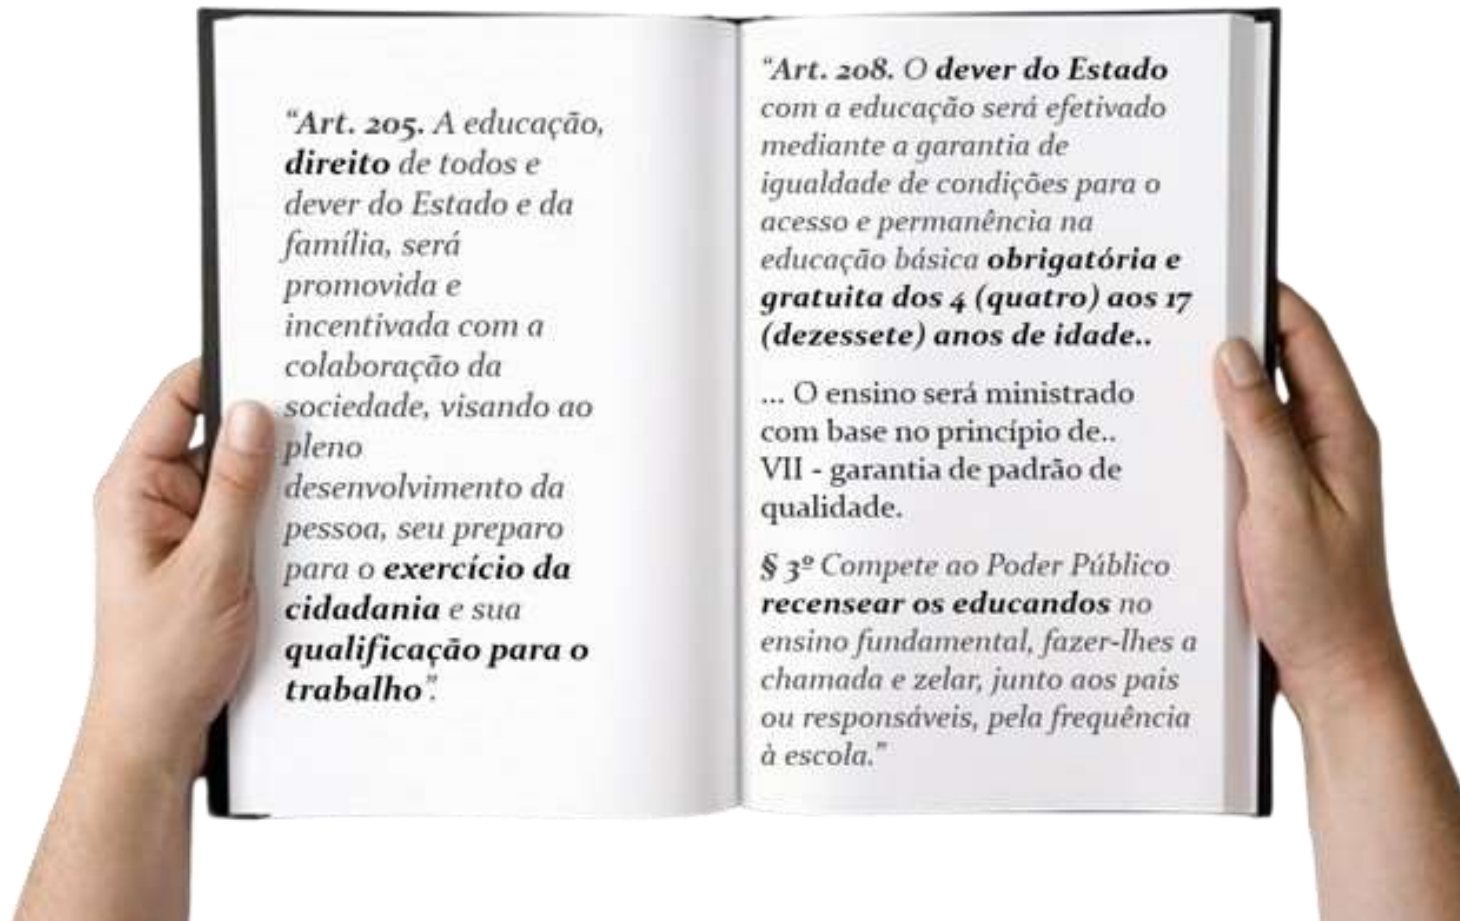 “Art. 205. A educação,
direito de todos e
dever do Estado e da
família, será
promovida e
incentivada com a
colaboração da
sociedade, visando ao
pleno
desenvolvimento da
pessoa, seu preparo
para o exercício da
cidadania e sua
qualificação para o
trabalho”.
“Art. 208. O dever do Estado
com a educação será efetivado
mediante a garantia de
igualdade de condições para o
acesso e permanência na
educação básica obrigatória e
gratuita dos 4 (quatro) aos 17
(dezessete) anos de idade..
... O ensino será ministrado
com base no princípio de..
VII - garantia de padrão de
qualidade.
§ 3º Compete ao Poder Público
recensear os educandos no
ensino fundamental, fazer-lhes a
chamada e zelar, junto aos pais
ou responsáveis, pela frequência
à escola.”